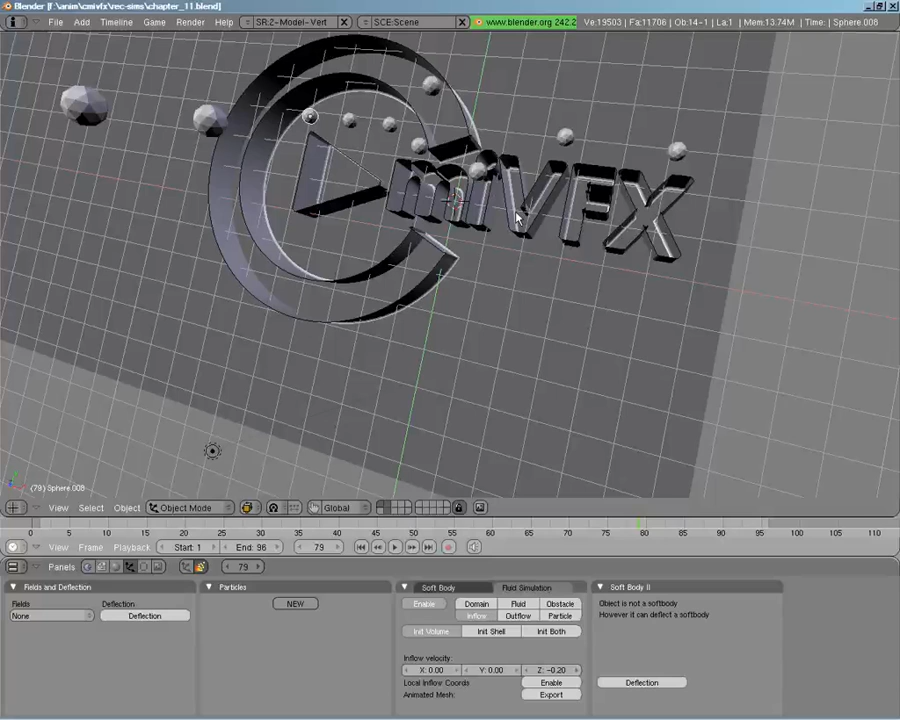 Blender [f:\anim\cmivfx\rec-sims\chapter_11.blend]
File Add Timeline Game Render Help SR:2-Model-Vert SCE:Scene www.blender.org 242.2 Ve:19503 | Fa:11706 | Ob:14-1 | La:1 | Mem:13.74M | Time: | Sphere.008
CmiVFX
(79) Sphere.008
View Select Object Object Mode Global
0 5 10 15 20 25 30 35 40 45 50 55 60 65 70 75 80 85 90 95 100 105 110
View Frame Playback Start: 1 End: 96 79
Panels 79
Fields and Deflection Particles Soft Body Fluid Simulation Soft Body II
Fields Deflection NEW Enable Domain Fluid Obstacle Object is not a softbody
None Deflection Inflow Outflow Particle However it can deflect a softbody
Init Volume Init Shell Init Both
Inflow velocity:
X: 0.00 Y: 0.00 Z: -0.20
Local Inflow Coords Enable Deflection
Animated Mesh: Export